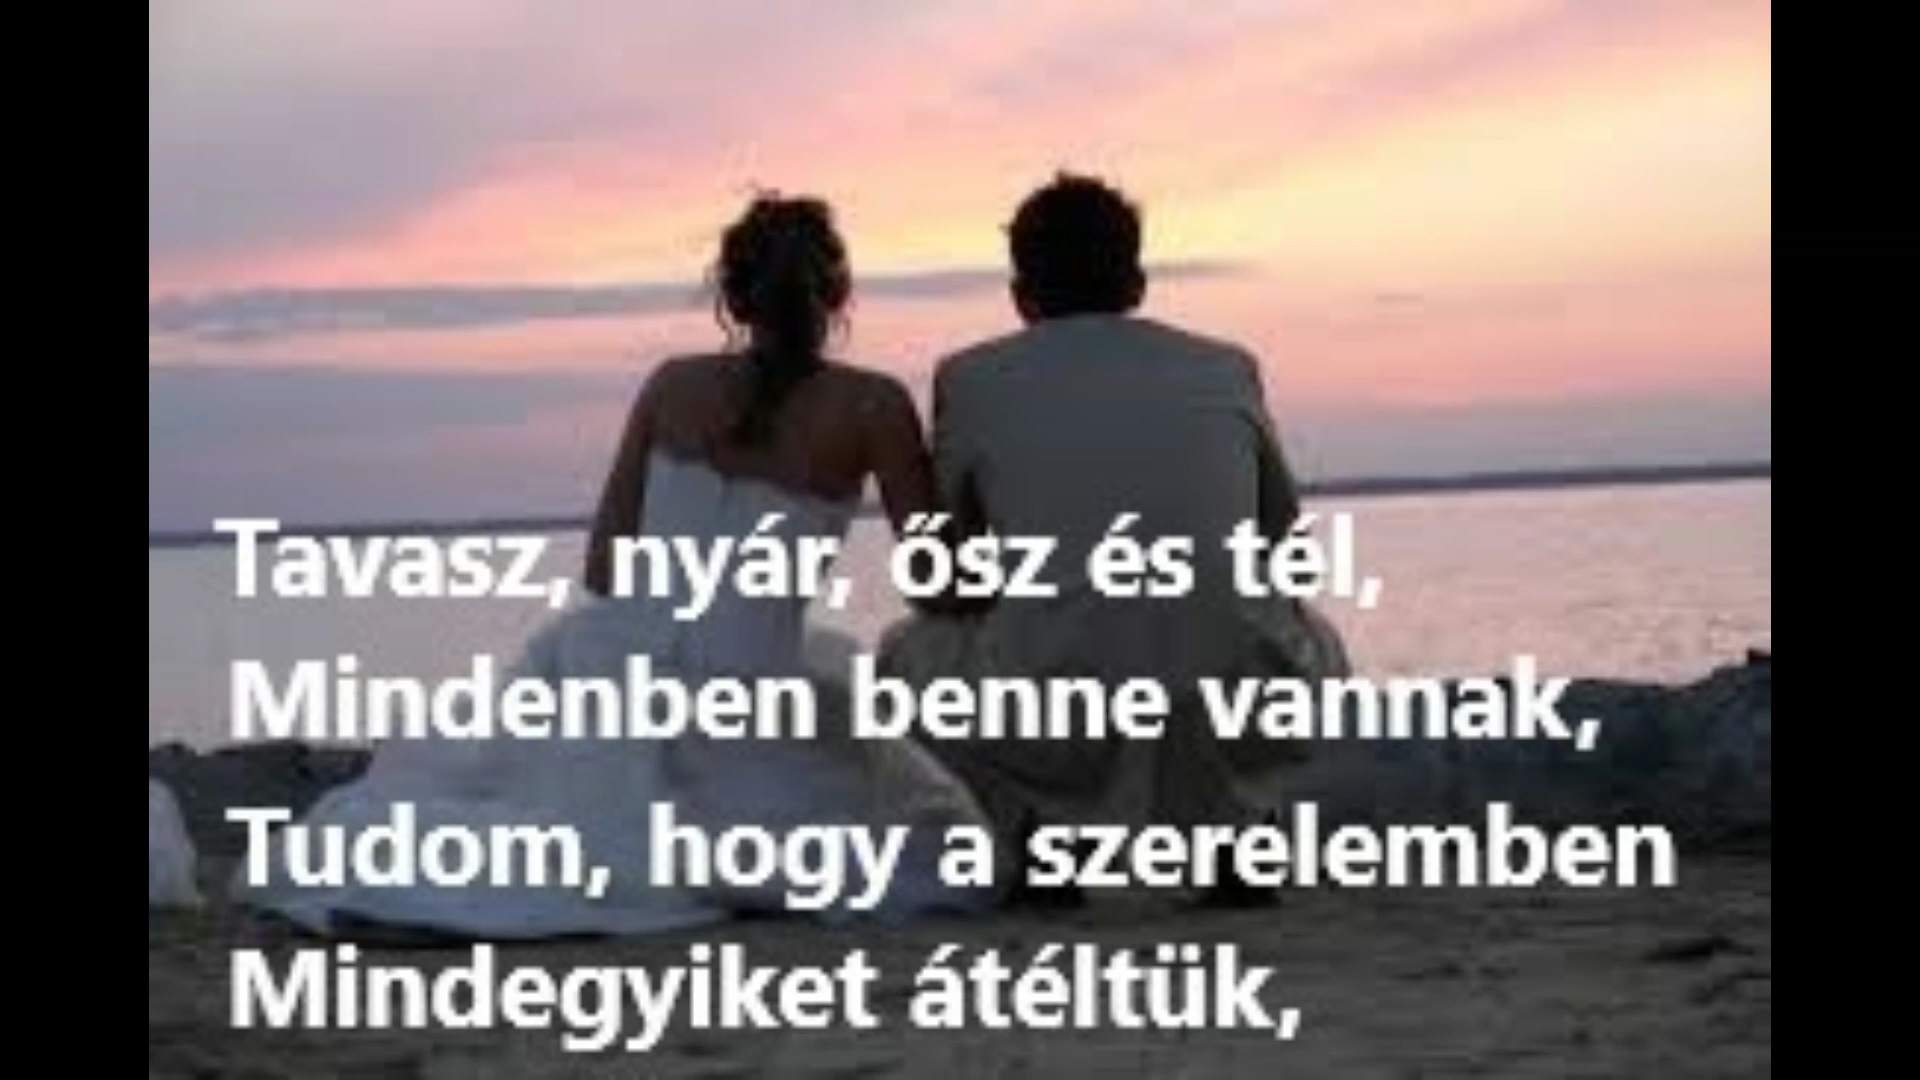 Tavasz, nyár, ősz és tél,
Mindenben benne vannak,
Tudom, hogy a szerelemben
Mindegyiket átéltük,